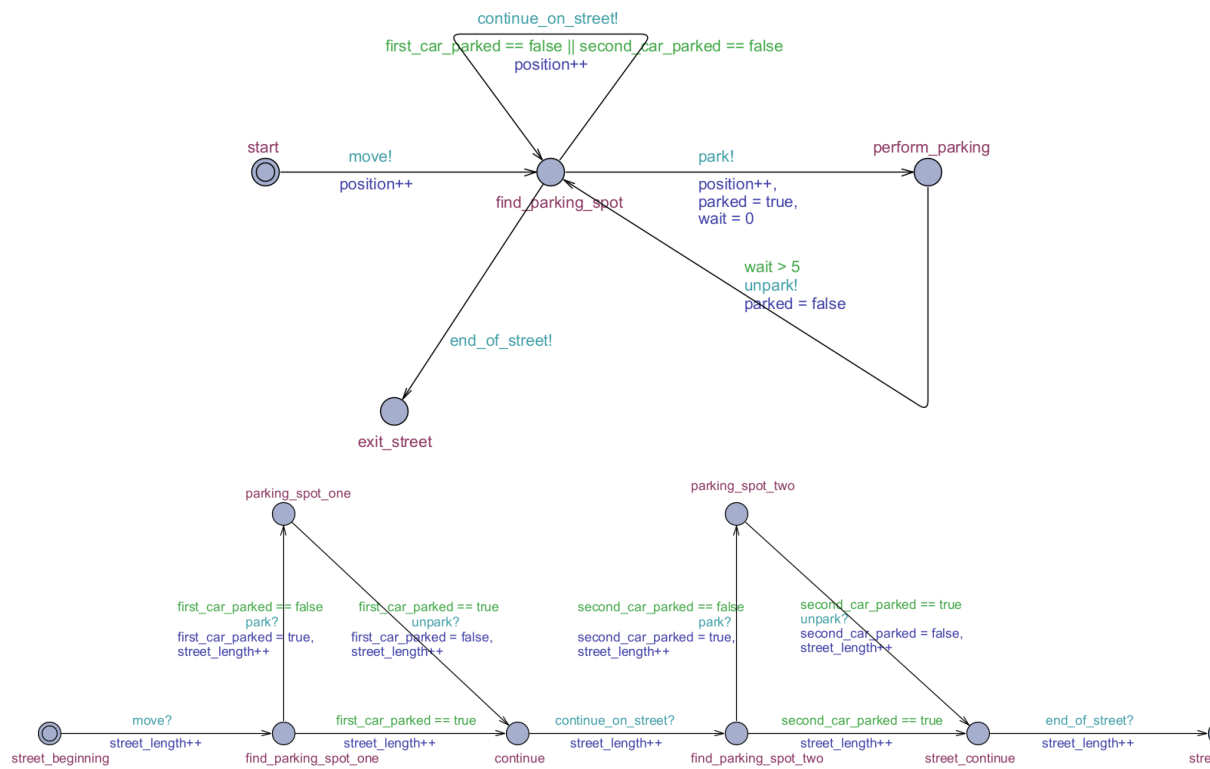 continue_on_street!
first_car_parked == false || second_car_parked == false
position++
start
move!
position++
find_parking_spot
park!
position++,
parked = true,
wait = 0
perform_parking
wait > 5
unpark!
parked = false
end_of_street!
exit_street
parking_spot_one
parking_spot_two
first_car_parked == false
park?
first_car_parked = true,
street_length++
first_car_parked == true
unpark?
first_car_parked = false,
street_length++
second_car_parked == false
park?
second_car_parked = true,
street_length++
second_car_parked == true
unpark?
second_car_parked = false,
street_length++
move?
street_length++
first_car_parked == true
street_length++
continue_on_street?
street_length++
second_car_parked == true
street_length++
end_of_street?
street_length++
street_beginning
find_parking_spot_one
continue
find_parking_spot_two
street_continue